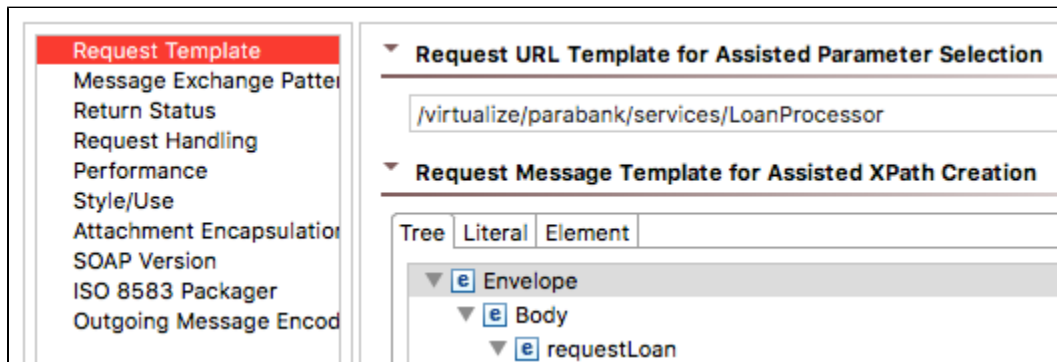 Request Template
Message Exchange Patter
Return Status
Request Handling
Performance
Style/Use
Attachment Encapsulation
SOAP Version
ISO 8583 Packager
Outgoing Message Encod
Request URL Template for Assisted Parameter Selection
/virtualize/parabank/services/LoanProcessor
Request Message Template for Assisted XPath Creation
Tree Literal Element
e Envelope
e Body
e requestLoan